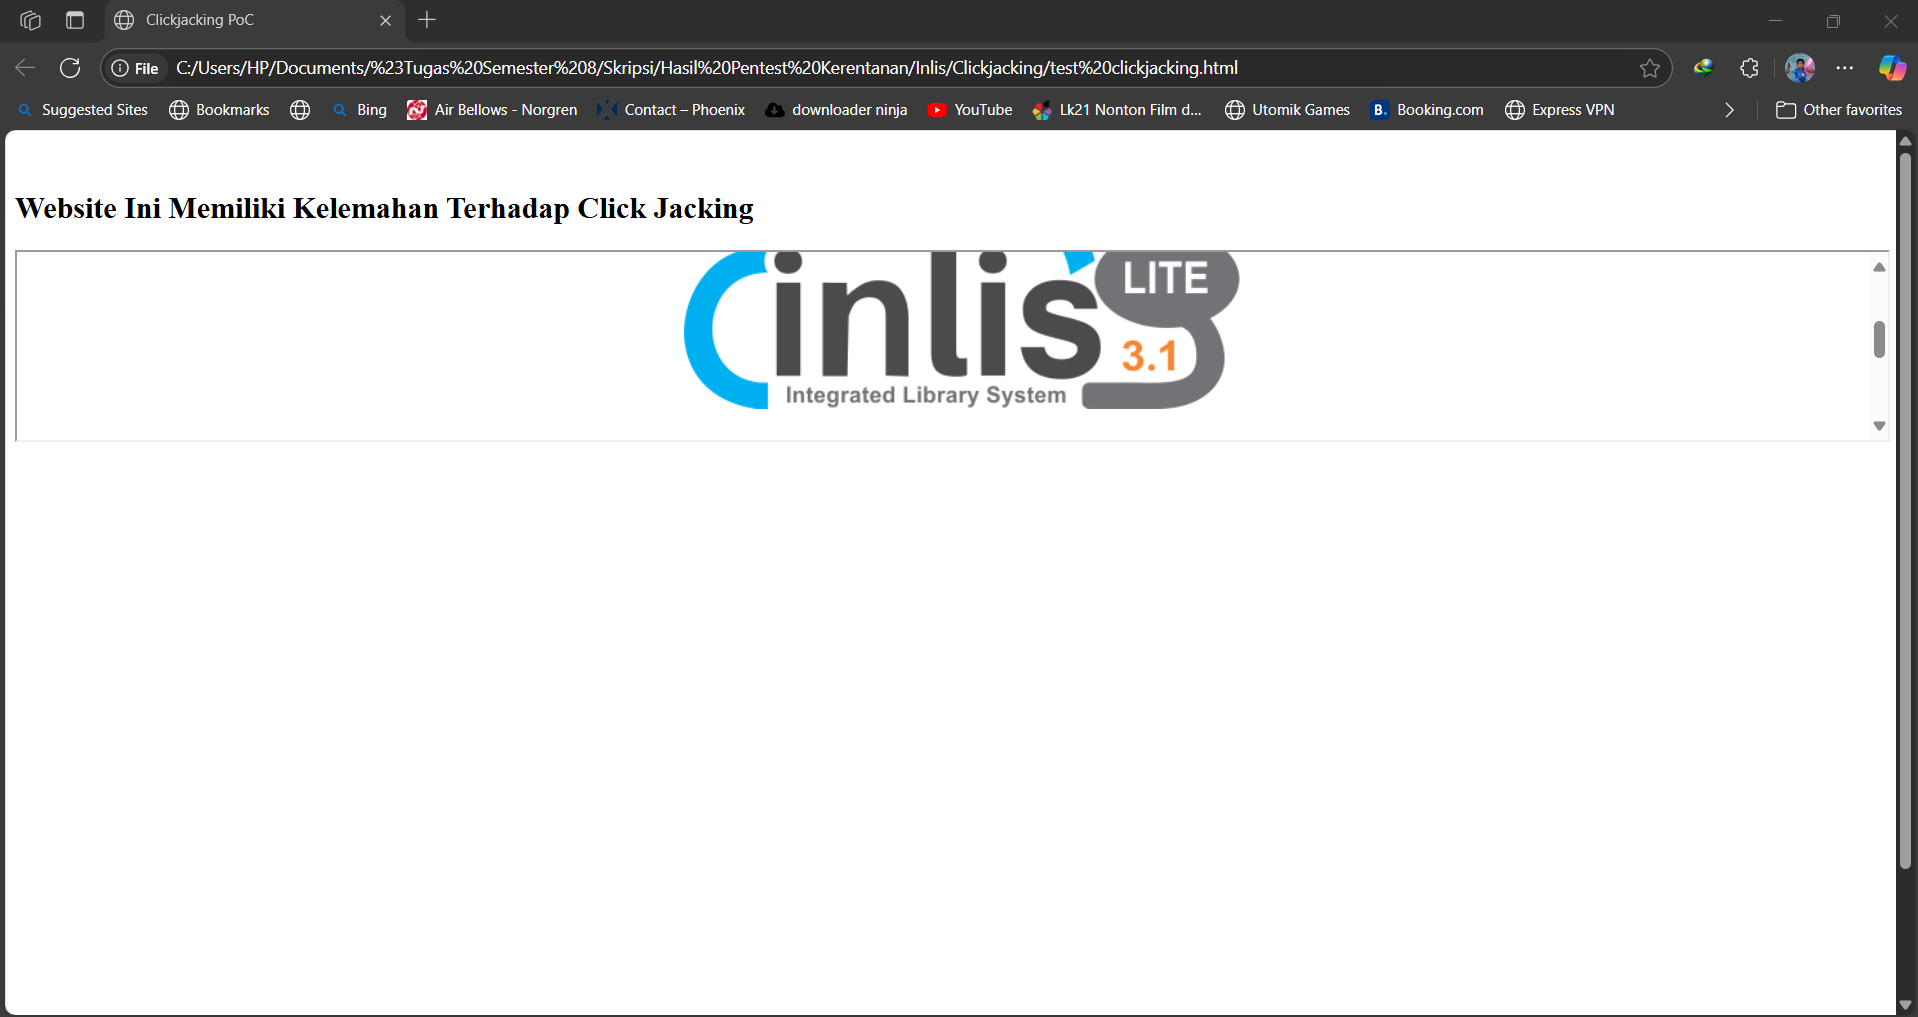 Clickjacking PoC
File
C:/Users/HP/Documents/%23Tugas%20Semester%208/Skripsi/Hasil%20Pentest%20Kerentanan/Inlis/Clickjacking/test%20clickjacking.html
Suggested Sites
Bookmarks
Bing
Air Bellows - Norgren
Contact – Phoenix
downloader ninja
YouTube
Lk21 Nonton Film d...
Utomik Games
B. Booking.com
Express VPN
Other favorites
Website Ini Memiliki Kelemahan Terhadap Click Jacking
inlis
LITE
3.1
Integrated Library System